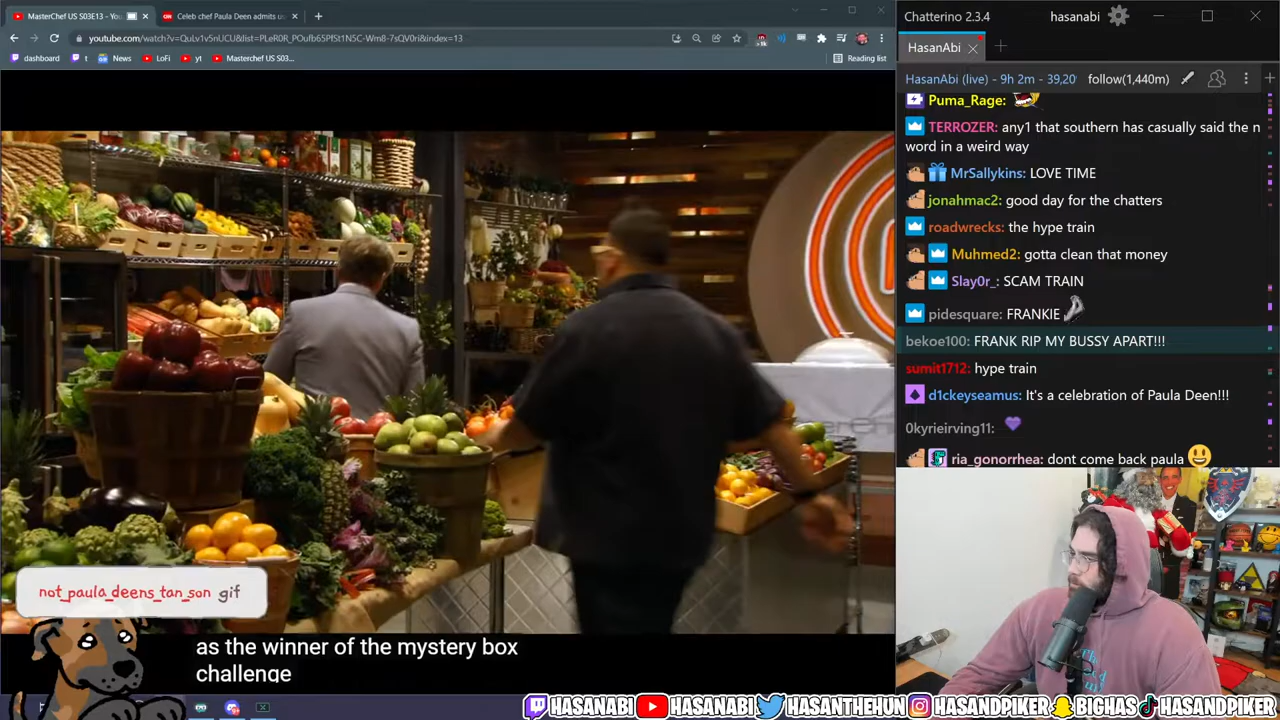 MasterChef US S03E13 - You
Celeb chef Paula Deen admits us
youtube.com/watch?v=QuLv1v5nUCU&list=PLeR0R_POufb65PfSt1N5C-Wm8-7sQV0ri&index=13
dashboard
t
News
LoFi
yt
Masterchef US S03...
Reading list
not_paula_deens_tan_son gif
as the winner of the mystery box
challenge
Chatterino 2.3.4
hasanabi
HasanAbi
HasanAbi (live) - 9h 2m - 39,20
follow(1,440m)
Puma_Rage:
TERROZER: any1 that southern has casually said the n
word in a weird way
MrSallykins: LOVE TIME
jonahmac2: good day for the chatters
roadwrecks: the hype train
Muhmed2: gotta clean that money
Slay0r_: SCAM TRAIN
pidesquare: FRANKIE
bekoe100: FRANK RIP MY BUSSY APART!!!
sumit1712: hype train
d1ckeyseamus: It's a celebration of Paula Deen!!!
0kyrieirving11:
ria_gonorrhea: dont come back paula
HASANABI
HASANABI
HASANTHEHUN
HASANDPIKER
BIGHAS
HASANDPIKER